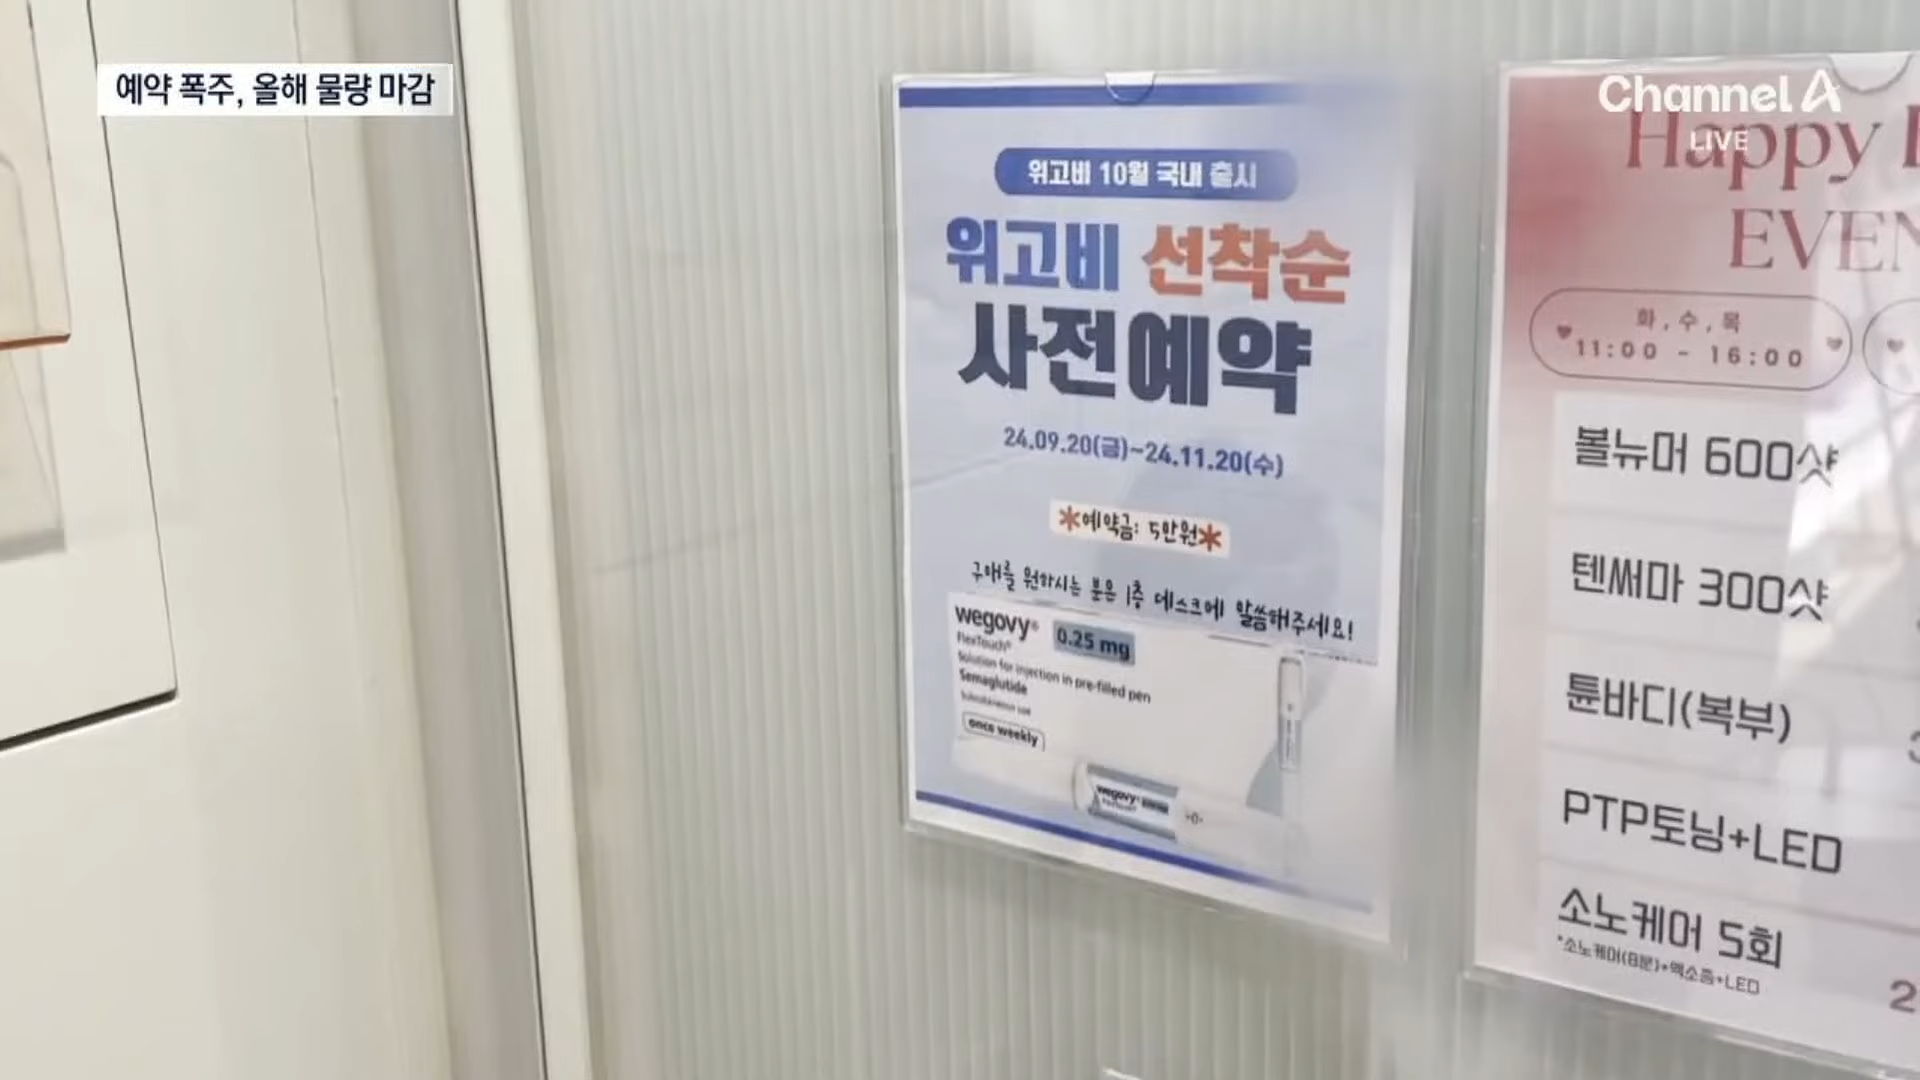 예약 폭주, 올해 물량 마감
Channel A
LIVE
위고비 10월 국내 출시
위고비 선착순
사전예약
24.09.20(금)~24.11.20(수)
*예약금: 5만원*
구매를 원하시는 분은 1층 데스크에 말씀해주세요!
wegovy®
0.25 mg
FlexTouch®
Solution for injection in pre-filled pen
Semaglutide
Subcutaneous use
once weekly
wegovy®
Happy
EVEN
화, 수, 목
11:00 - 16:00
볼뉴머 600샷
텐써마 300샷
튠바디(복부)
PTP토닝+LED
소노케어 5회
*소노케어(8분)+엑소좀+LED
2